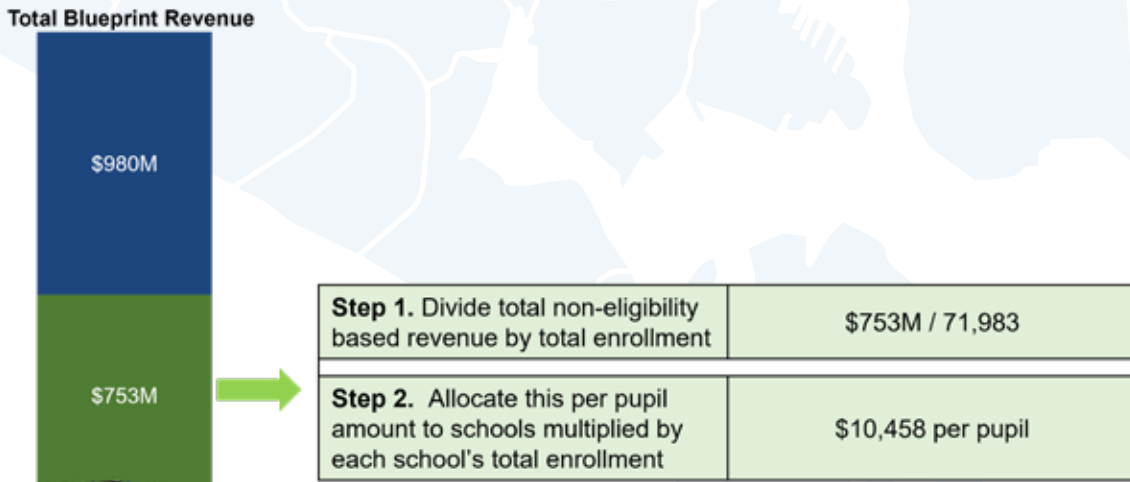 Total Blueprint Revenue
$980M
$753M
Step 1. Divide total non-eligibility
based revenue by total enrollment
$753M / 71,983
Step 2. Allocate this per pupil
amount to schools multiplied by
each school's total enrollment
$10,458 per pupil